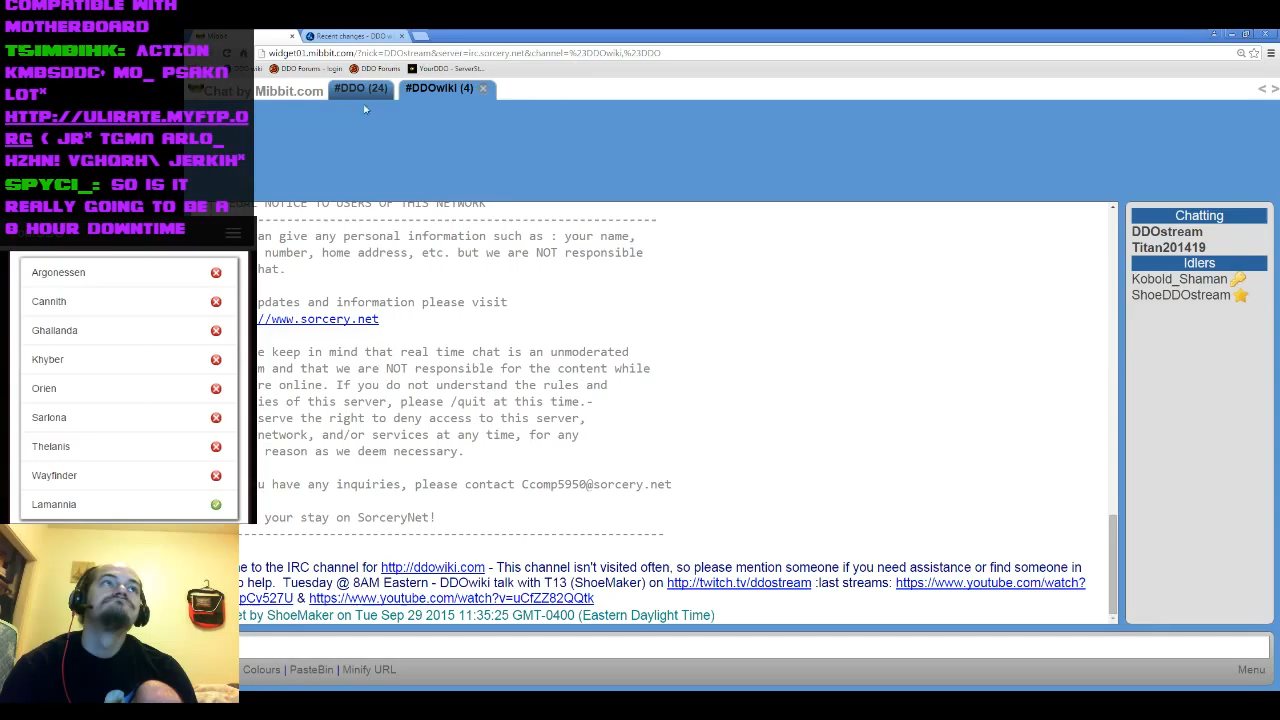 COMPATIBLE WITH
MOTHERBOARD
TSIMBIHK: ACTION
KMBSDDC+ MO_ PSAKN
LOT*
HTTP://ULIRATE.MYFTP.O
RG ( JR* TGMN ARLO_
HZHN! VGHORH\ JERKIH*
SPYCI_: SO IS IT
REALLY GOING TO BE A
8 HOUR DOWNTIME
Argonessen
Cannith
Ghallanda
Khyber
Orien
Sarlona
Thelanis
Wayfinder
Lamannia
Recent changes - DDO w
widget01.mibbit.com/?nick=DDOstream&server=irc.sorcery.net&channel=%23DDOwiki,%23DDO
DDO Forums - login
DDO Forums
YourDDO - ServerSt...
Chat by Mibbit.com
#DDO (24)
#DDOwiki (4)
< >
NOTICE TO USERS OF THIS NETWORK
an give any personal information such as : your name,
number, home address, etc. but we are NOT responsible
hat.
pdates and information please visit
//www.sorcery.net
e keep in mind that real time chat is an unmoderated
m and that we are NOT responsible for the content while
re online. If you do not understand the rules and
ies of this server, please /quit at this time.-
serve the right to deny access to this server,
network, and/or services at any time, for any
reason as we deem necessary.
u have any inquiries, please contact Ccomp5950@sorcery.net
your stay on SorceryNet!
me to the IRC channel for http://ddowiki.com - This channel isn't visited often, so please mention someone if you need assistance or find someone in
o help. Tuesday @ 8AM Eastern - DDOwiki talk with T13 (ShoeMaker) on http://twitch.tv/ddostream :last streams: https://www.youtube.com/watch?
pCv527U & https://www.youtube.com/watch?v=uCfZZ82QQtk
et by ShoeMaker on Tue Sep 29 2015 11:35:25 GMT-0400 (Eastern Daylight Time)
Chatting
DDOstream
Titan201419
Idlers
Kobold_Shaman
ShoeDDOstream
Colours | PasteBin | Minify URL
Menu